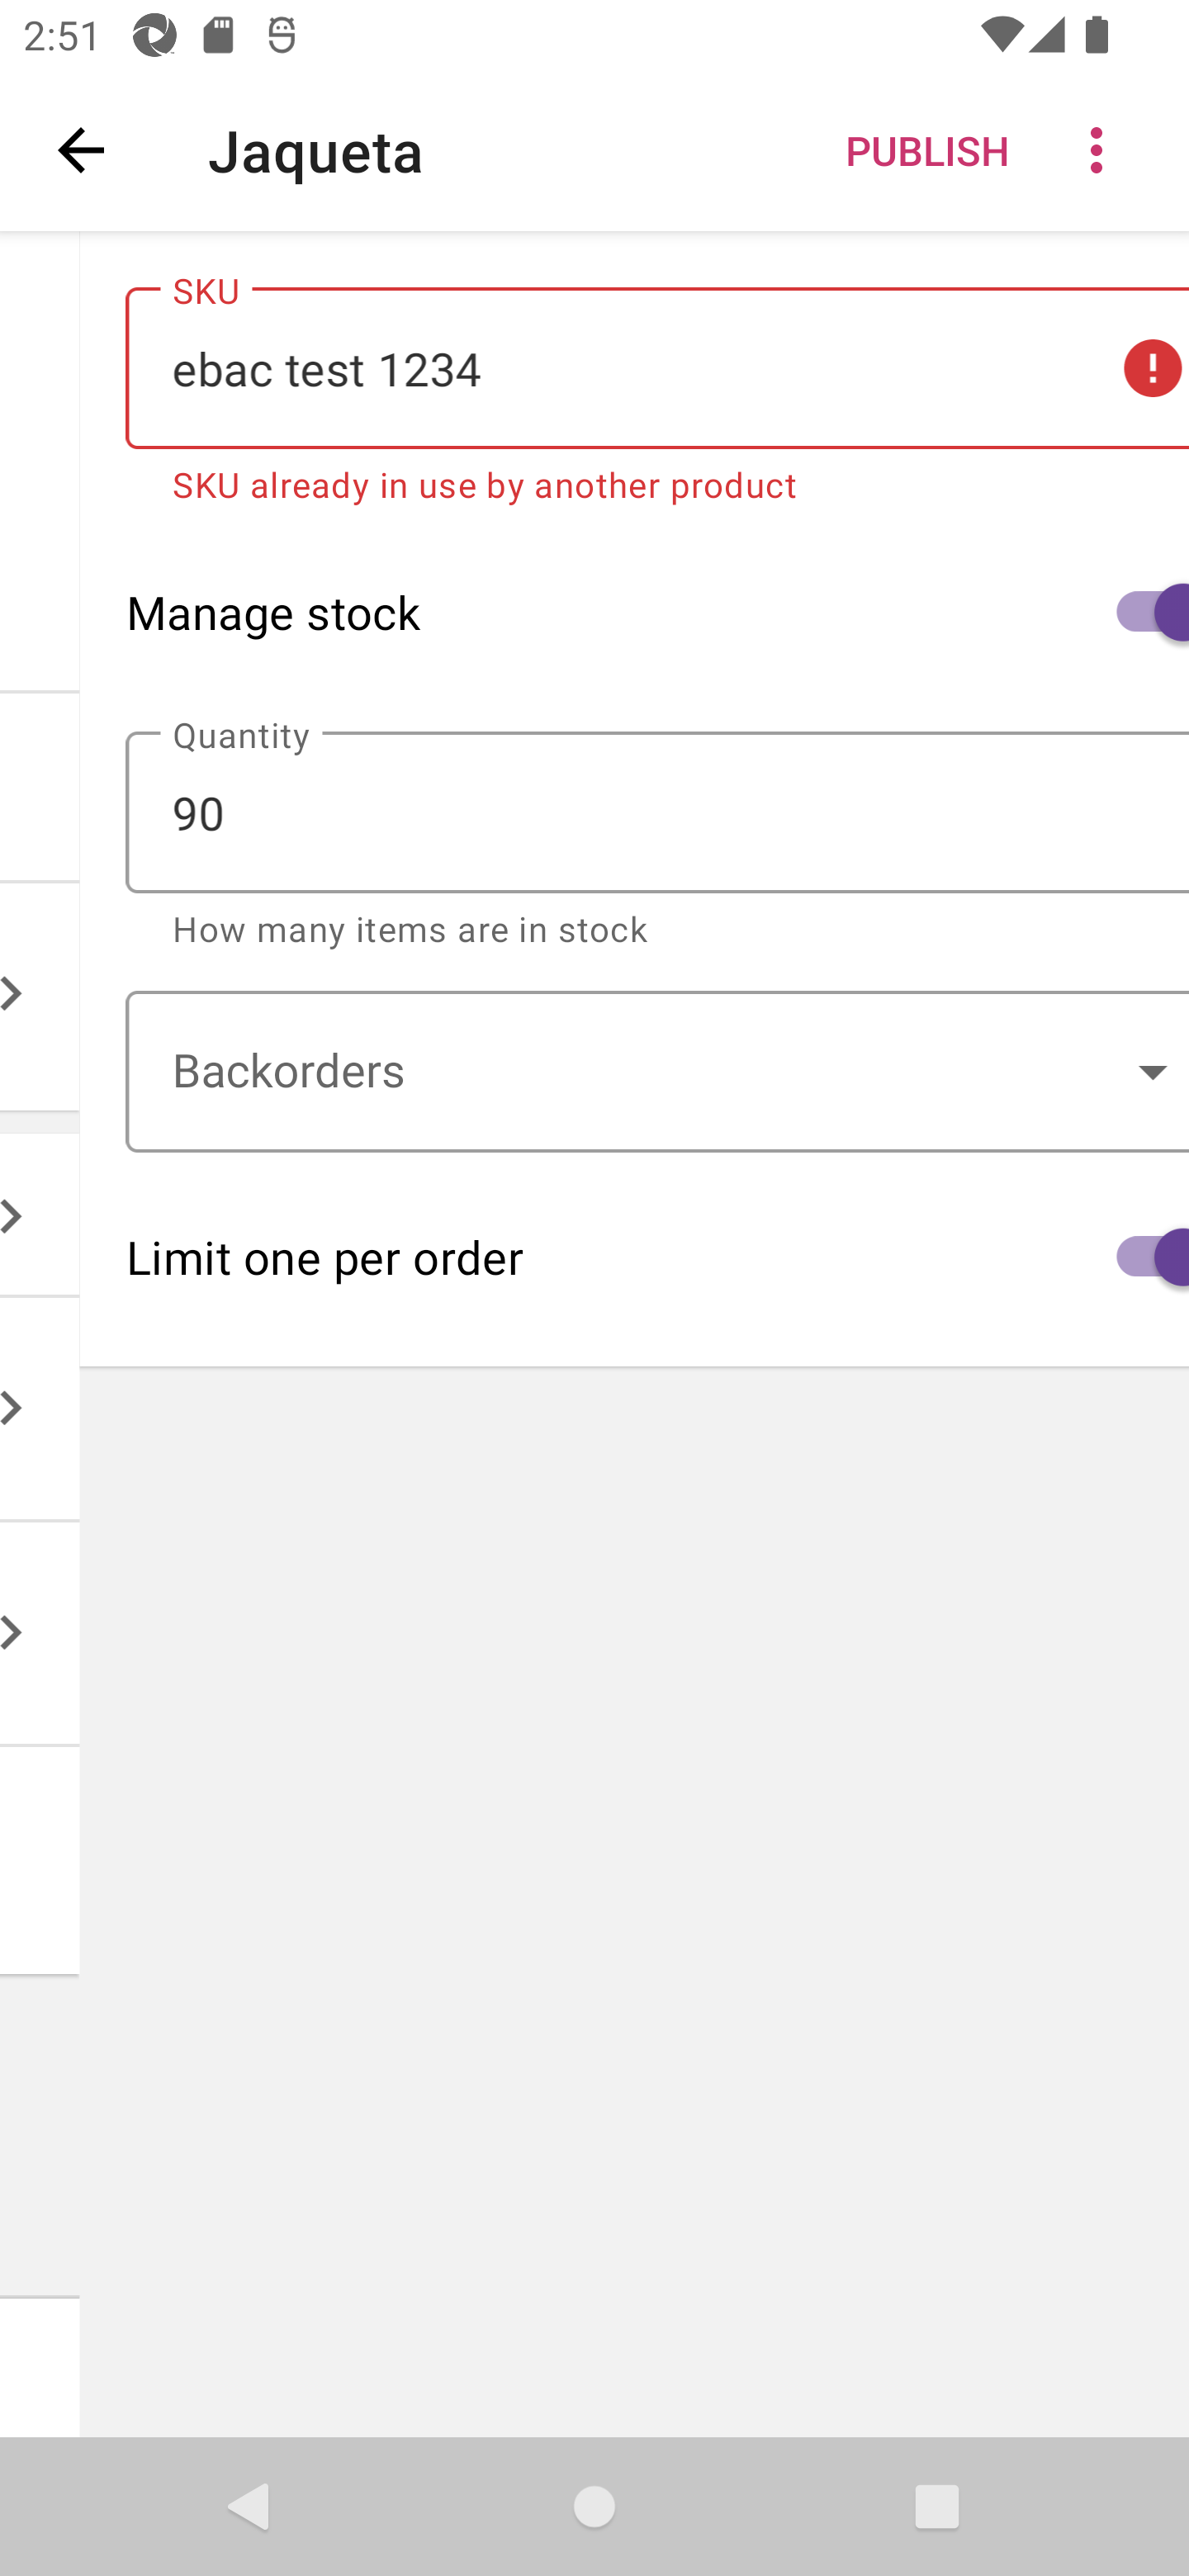 2:51
Jaqueta
PUBLISH
SKU
ebac test 1234
SKU already in use by another product
Manage stock
Quantity
90
How many items are in stock
Backorders
Limit one per order